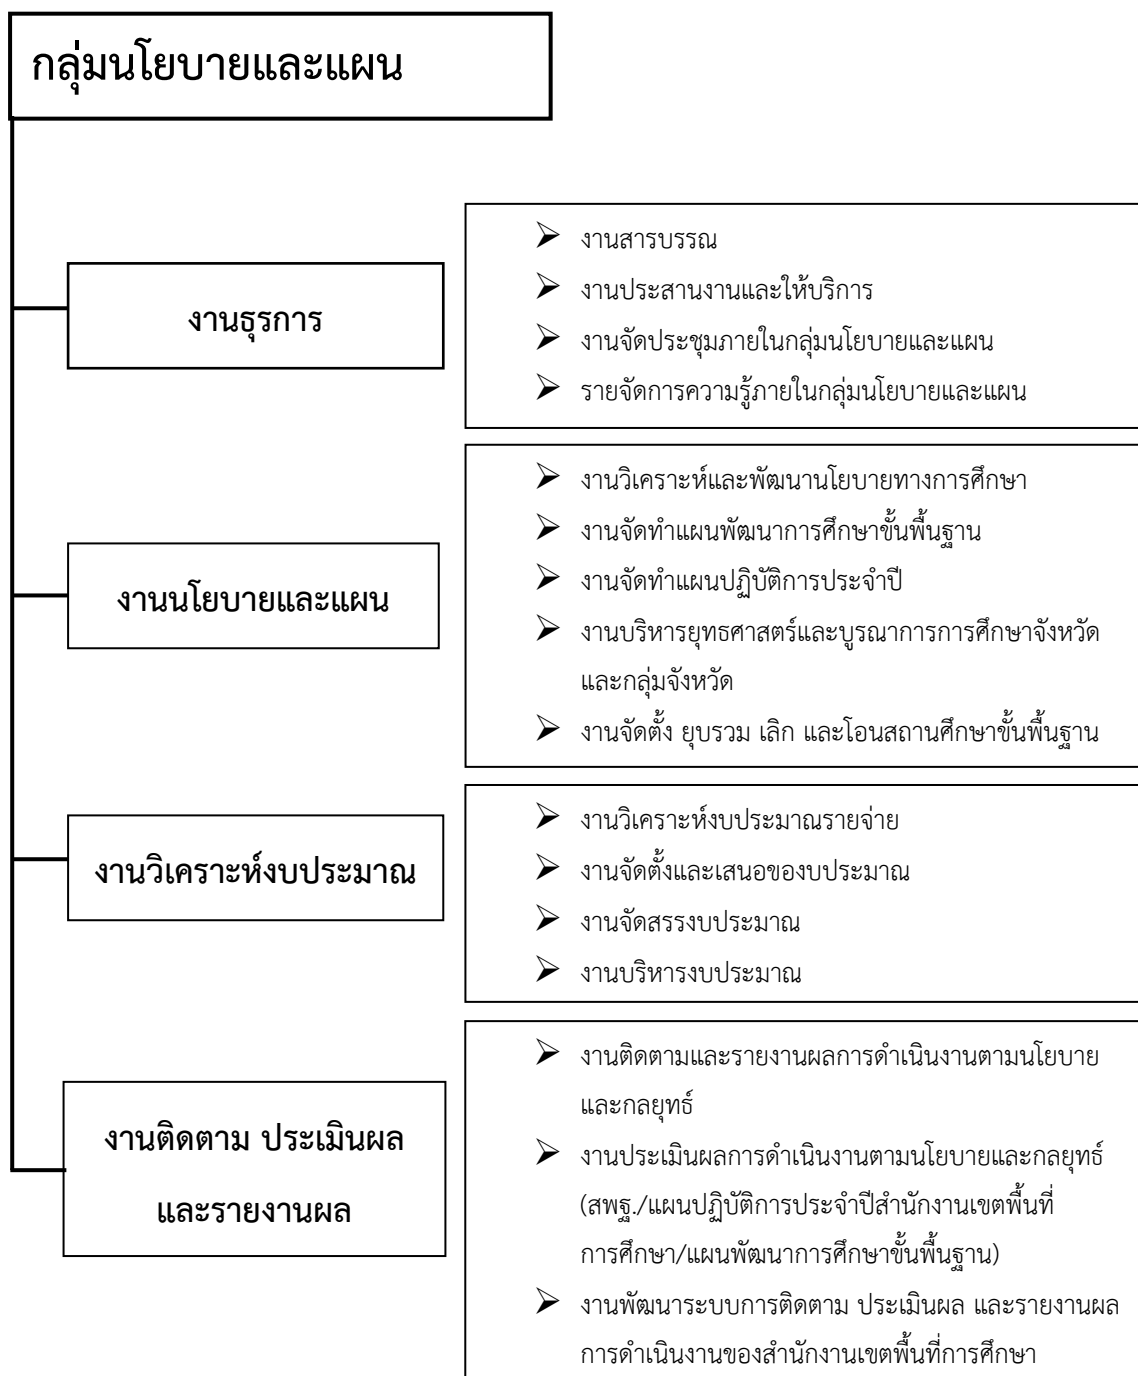 กลุ่มนโยบายและแผน
งานธุรการ
➢ งานสารบรรณ
➢ งานประสานงานและให้บริการ
➢ งานจัดประชุมภายในกลุ่มนโยบายและแผน
➢ รายจัดการความรู้ภายในกลุ่มนโยบายและแผน
งานนโยบายและแผน
➢ งานวิเคราะห์และพัฒนานโยบายทางการศึกษา
➢ งานจัดทำแผนพัฒนาการศึกษาขั้นพื้นฐาน
➢ งานจัดทำแผนปฏิบัติการประจำปี
➢ งานบริหารยุทธศาสตร์และบูรณาการการศึกษาจังหวัด
และกลุ่มจังหวัด
➢ งานจัดตั้ง ยุบรวม เลิก และโอนสถานศึกษาขั้นพื้นฐาน
งานวิเคราะห์งบประมาณ
➢ งานวิเคราะห์งบประมาณรายจ่าย
➢ งานจัดตั้งและเสนอของบประมาณ
➢ งานจัดสรรงบประมาณ
➢ งานบริหารงบประมาณ
งานติดตาม ประเมินผล
และรายงานผล
➢ งานติดตามและรายงานผลการดำเนินงานตามนโยบาย
และกลยุทธ์
➢ งานประเมินผลการดำเนินงานตามนโยบายและกลยุทธ์
(สพฐ./แผนปฏิบัติการประจำปีสำนักงานเขตพื้นที่
การศึกษา/แผนพัฒนาการศึกษาขั้นพื้นฐาน)
➢ งานพัฒนาระบบการติดตาม ประเมินผล และรายงานผล
การดำเนินงานของสำนักงานเขตพื้นที่การศึกษา